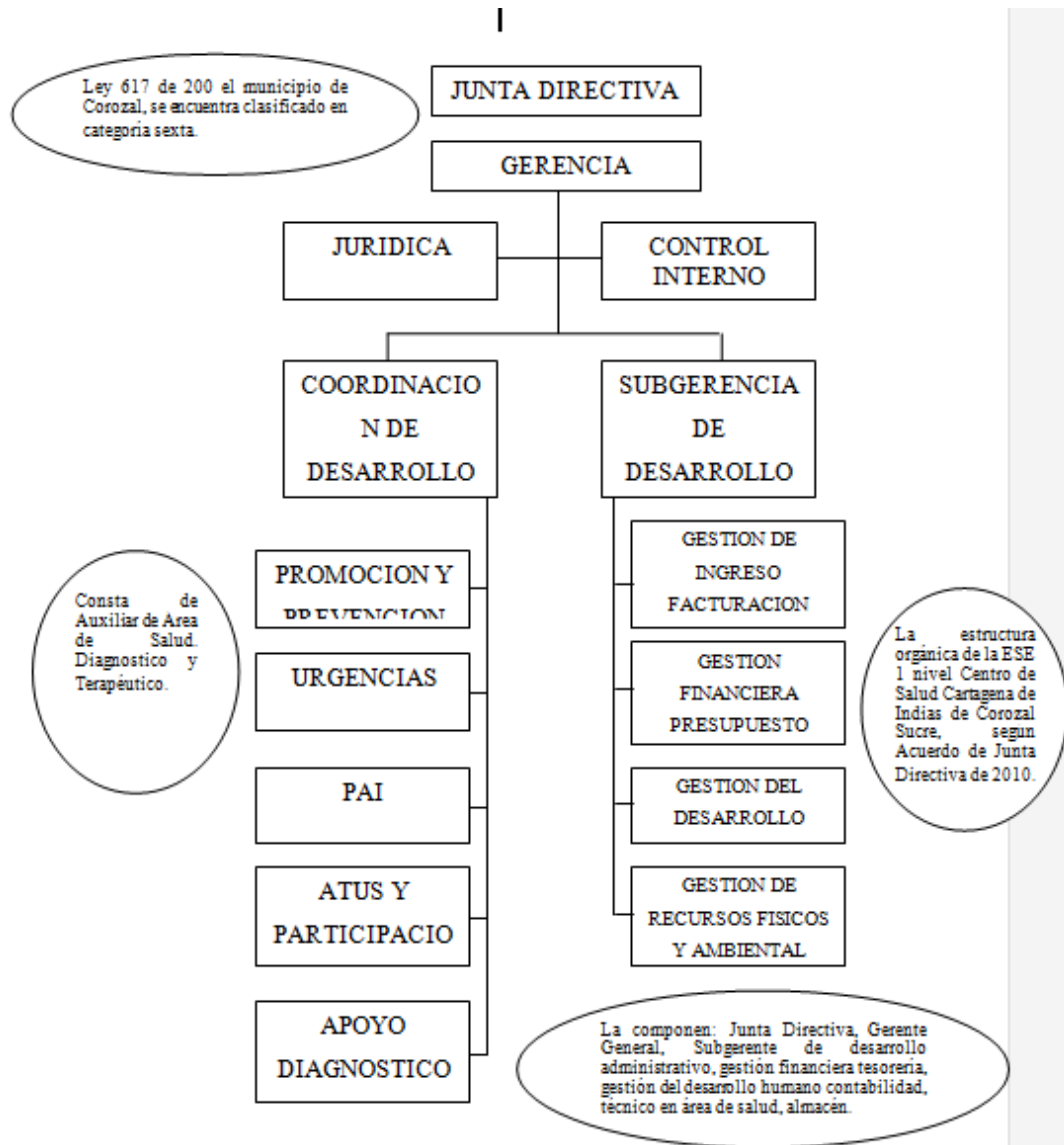 Ley 617 de 200 el municipio de
Corozal, se encuentra clasificado en
categoría sexta.
JUNTA DIRECTIVA
GERENCIA
JURIDICA
CONTROL
INTERNO
COORDINACIO
N DE
DESARROLLO
SUBGERENCIA
DE
DESARROLLO
PROMOCION Y
PREVENCION
URGENCIAS
PAI
ATUS Y
PARTICIPACIO
APOYO
DIAGNOSTICO
GESTION DE
INGRESO
FACTURACION
GESTION
FINANCIERA
PRESUPUESTO
GESTION DEL
DESARROLLO
GESTION DE
RECURSOS FISICOS
Y AMBIENTAL
Consta de
Auxiliar de Area
de Salud.
Diagnostico y
Terapéutico.
La estructura
orgánica de la ESE
1 nivel Centro de
Salud Cartagena de
Indias de Corozal
Sucre, segun
Acuerdo de Junta
Directiva de 2010.
La componen: Junta Directiva, Gerente
General, Subgerente de desarrollo
administrativo, gestión financiera tesorería,
gestión del desarrollo humano contabilidad,
técnico en área de salud, almacén.